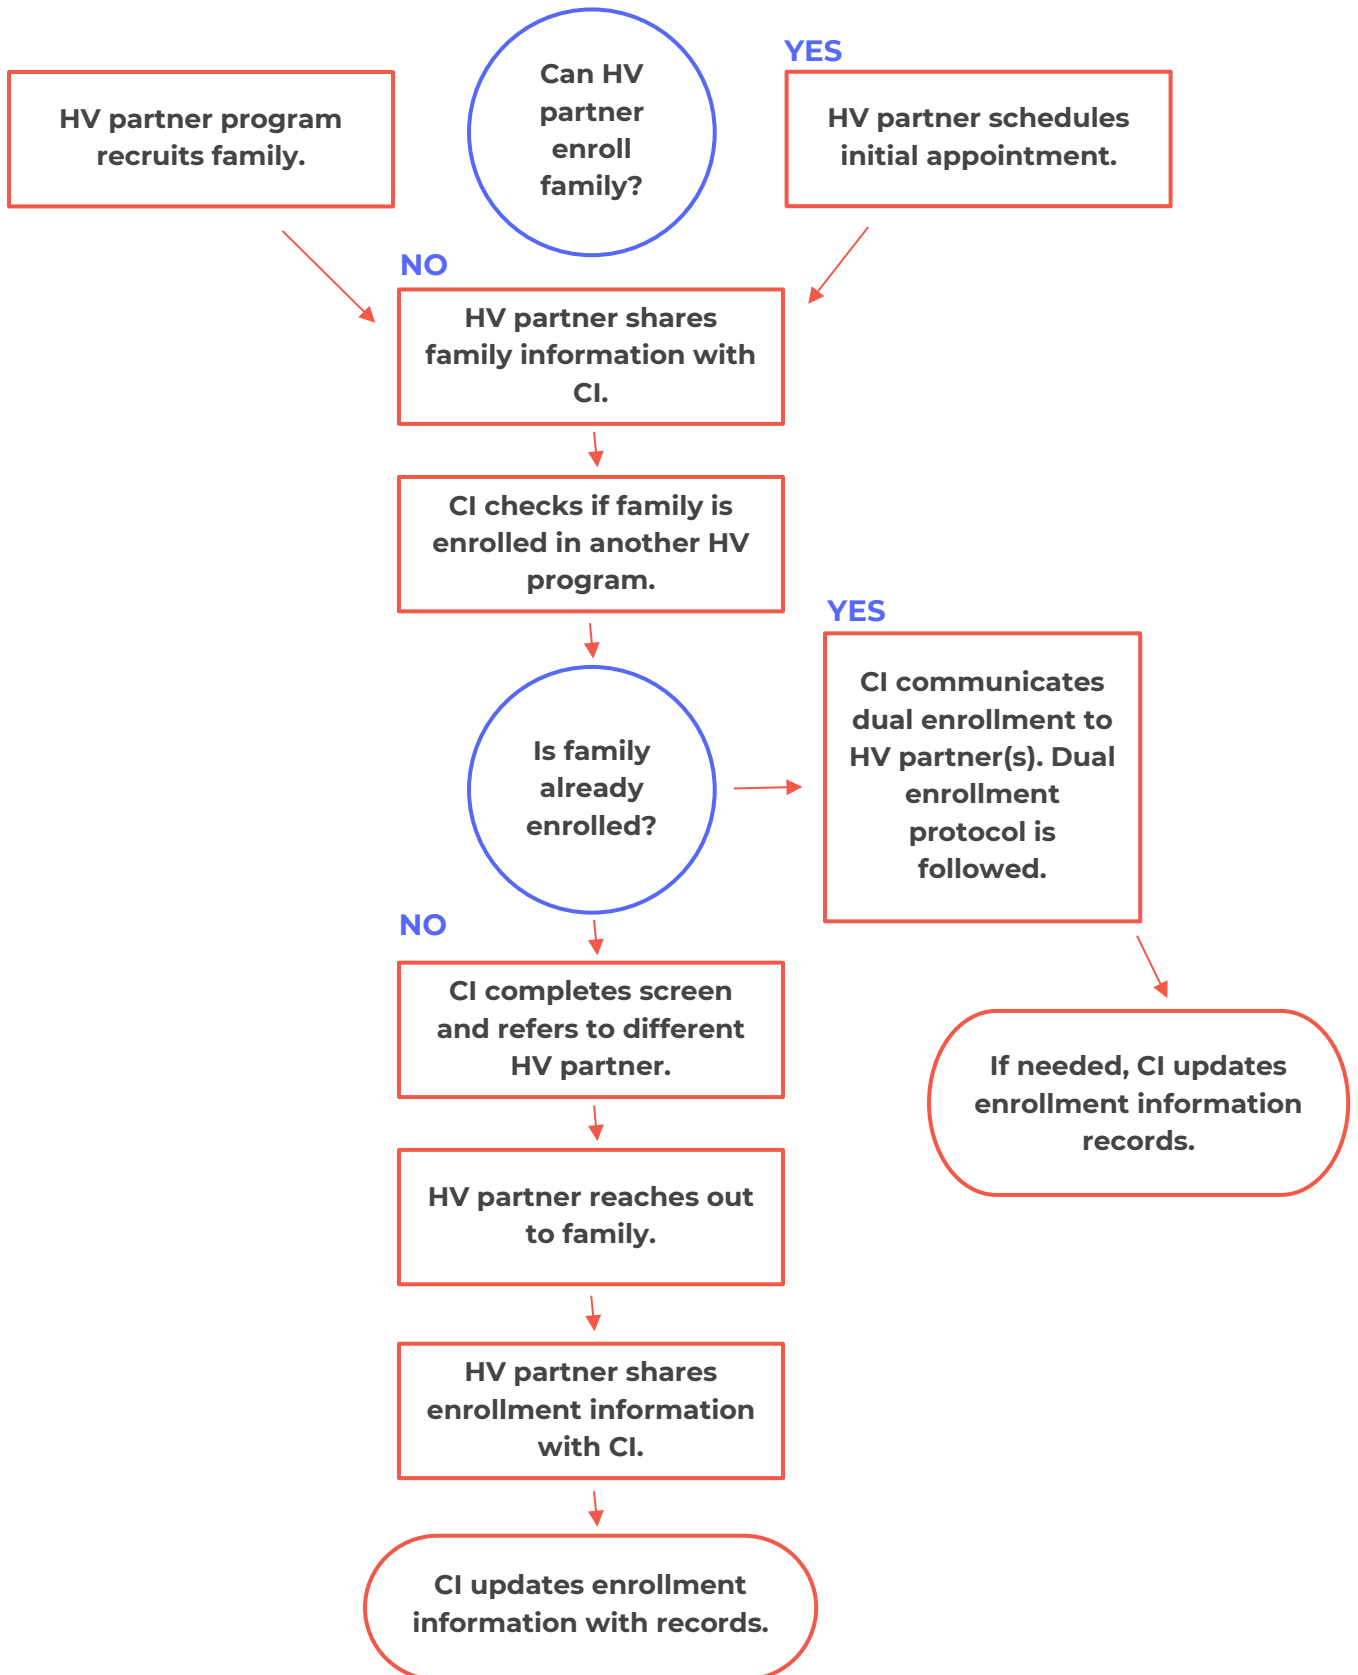 HV partner program
recruits family.
Can HV
partner
enroll
family?
YES
HV partner schedules
initial appointment.
NO
HV partner shares
family information with
CI.
CI checks if family is
enrolled in another HV
program.
Is family
already
enrolled?
YES
CI communicates
dual enrollment to
HV partner(s). Dual
enrollment
protocol is
followed.
If needed, CI updates
enrollment information
records.
NO
CI completes screen
and refers to different
HV partner.
HV partner reaches out
to family.
HV partner shares
enrollment information
with CI.
CI updates enrollment
information with records.